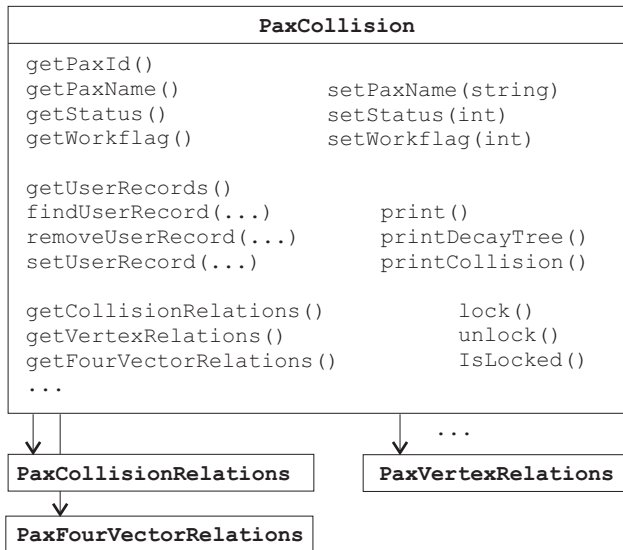 PaxCollision
getPaxId()
getPaxName() setPaxName(string)
getStatus() setStatus(int)
getWorkflag() setWorkflag(int)
getUserRecords()
findUserRecord(...) print()
removeUserRecord(...) printDecayTree()
setUserRecord(...) printCollision()
getCollisionRelations() lock()
getVertexRelations() unlock()
getFourVectorRelations() IsLocked()
...
...
PaxCollisionRelations PaxVertexRelations
PaxFourVectorRelations